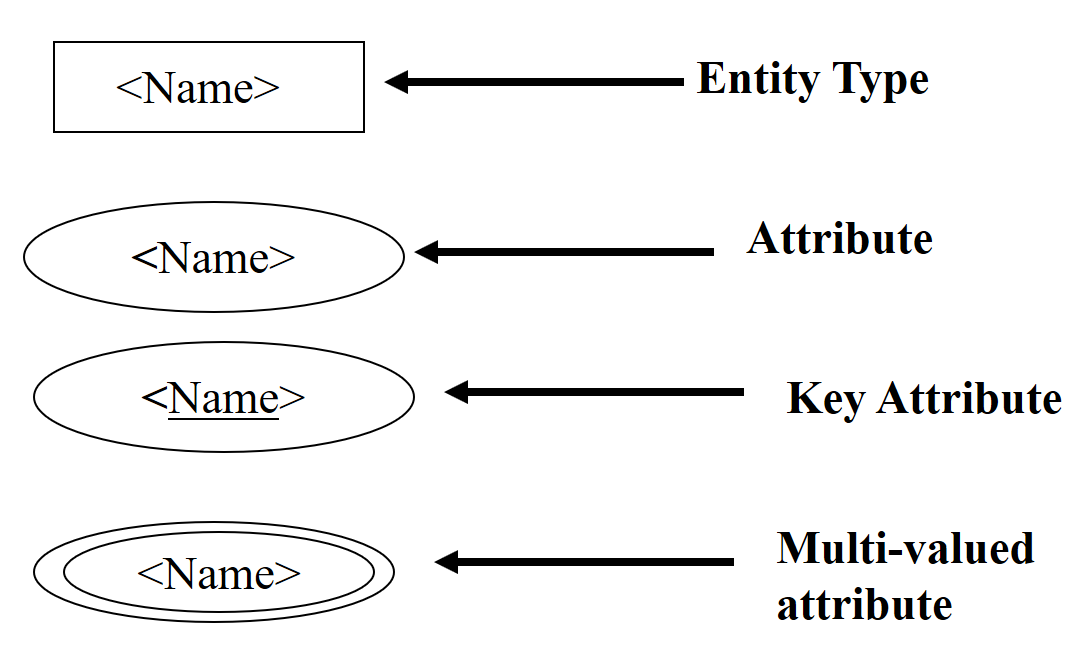 <Name>
Entity Type
<Name>
Attribute
<Name>
Key Attribute
<Name>
Multi-valued
attribute